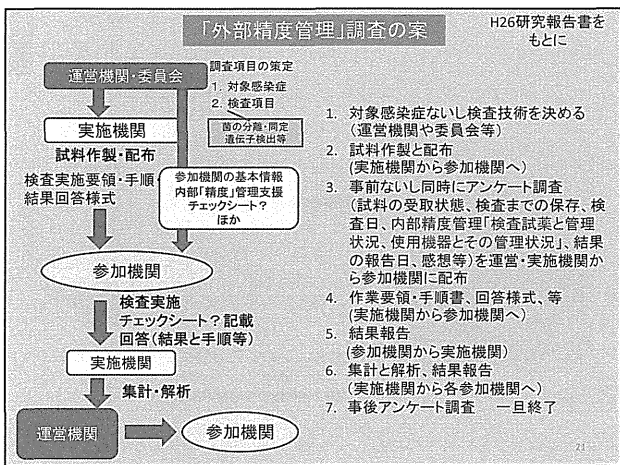 「外部精度管理」調査の案
H26研究報告書を
もとに
運営機関・委員会
調査項目の策定
1. 対象感染症
2. 検査項目
菌の分離・同定
遺伝子検出等
実施機関
試料作製・配布
検査実施要領・手順・
結果回答様式
参加機関の基本情報
内部「精度」管理支援
チェックシート？
ほか
参加機関
検査実施
チェックシート？記載
回答(結果と手順等)
実施機関
集計・解析
運営機関
参加機関
1. 対象感染症ないし検査技術を決める
(運営機関や委員会等)
2. 試料作製と配布
(実施機関から参加機関へ)
3. 事前ないし同時にアンケート調査
(試料の受取状態、検査までの保存、検
査日、内部精度管理「検査試薬と管理
状況、使用機器とその管理状況」、結果
の報告日、感想等)を運営・実施機関か
ら参加機関に配布
4. 作業要領・手順書、回答様式、等
(実施機関から参加機関へ)
5. 結果報告
(参加機関から実施機関)
6. 集計と解析、結果報告
(実施機関から各参加機関へ)
7. 事後アンケート調査　一旦終了
21